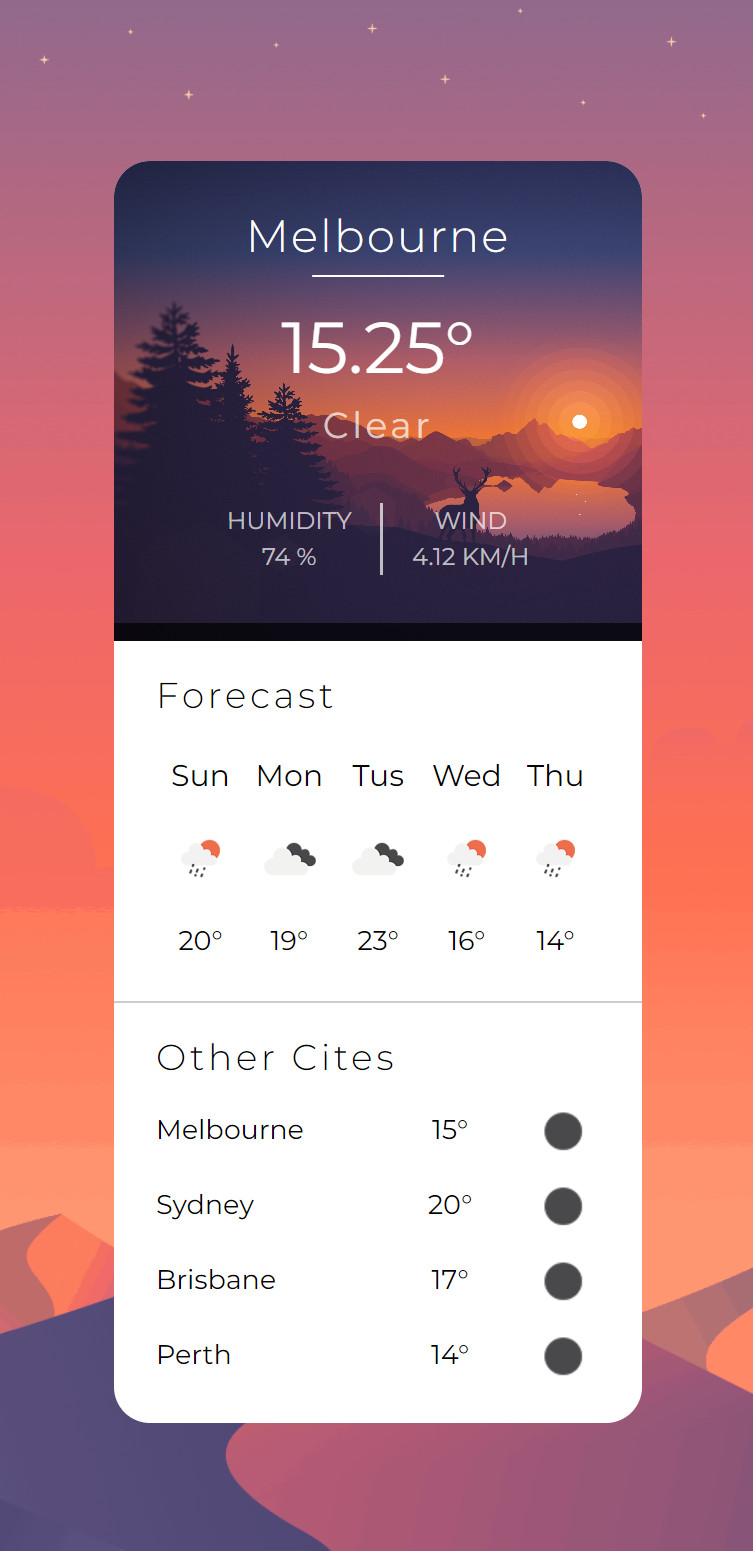 Melbourne
15.25°
Clear
HUMIDITY WIND
74 % 4.12 KM/H
Forecast
Sun Mon Tus Wed Thu
20° 19° 23° 16° 14°
Other Cites
Melbourne 15°
Sydney 20°
Brisbane 17°
Perth 14°